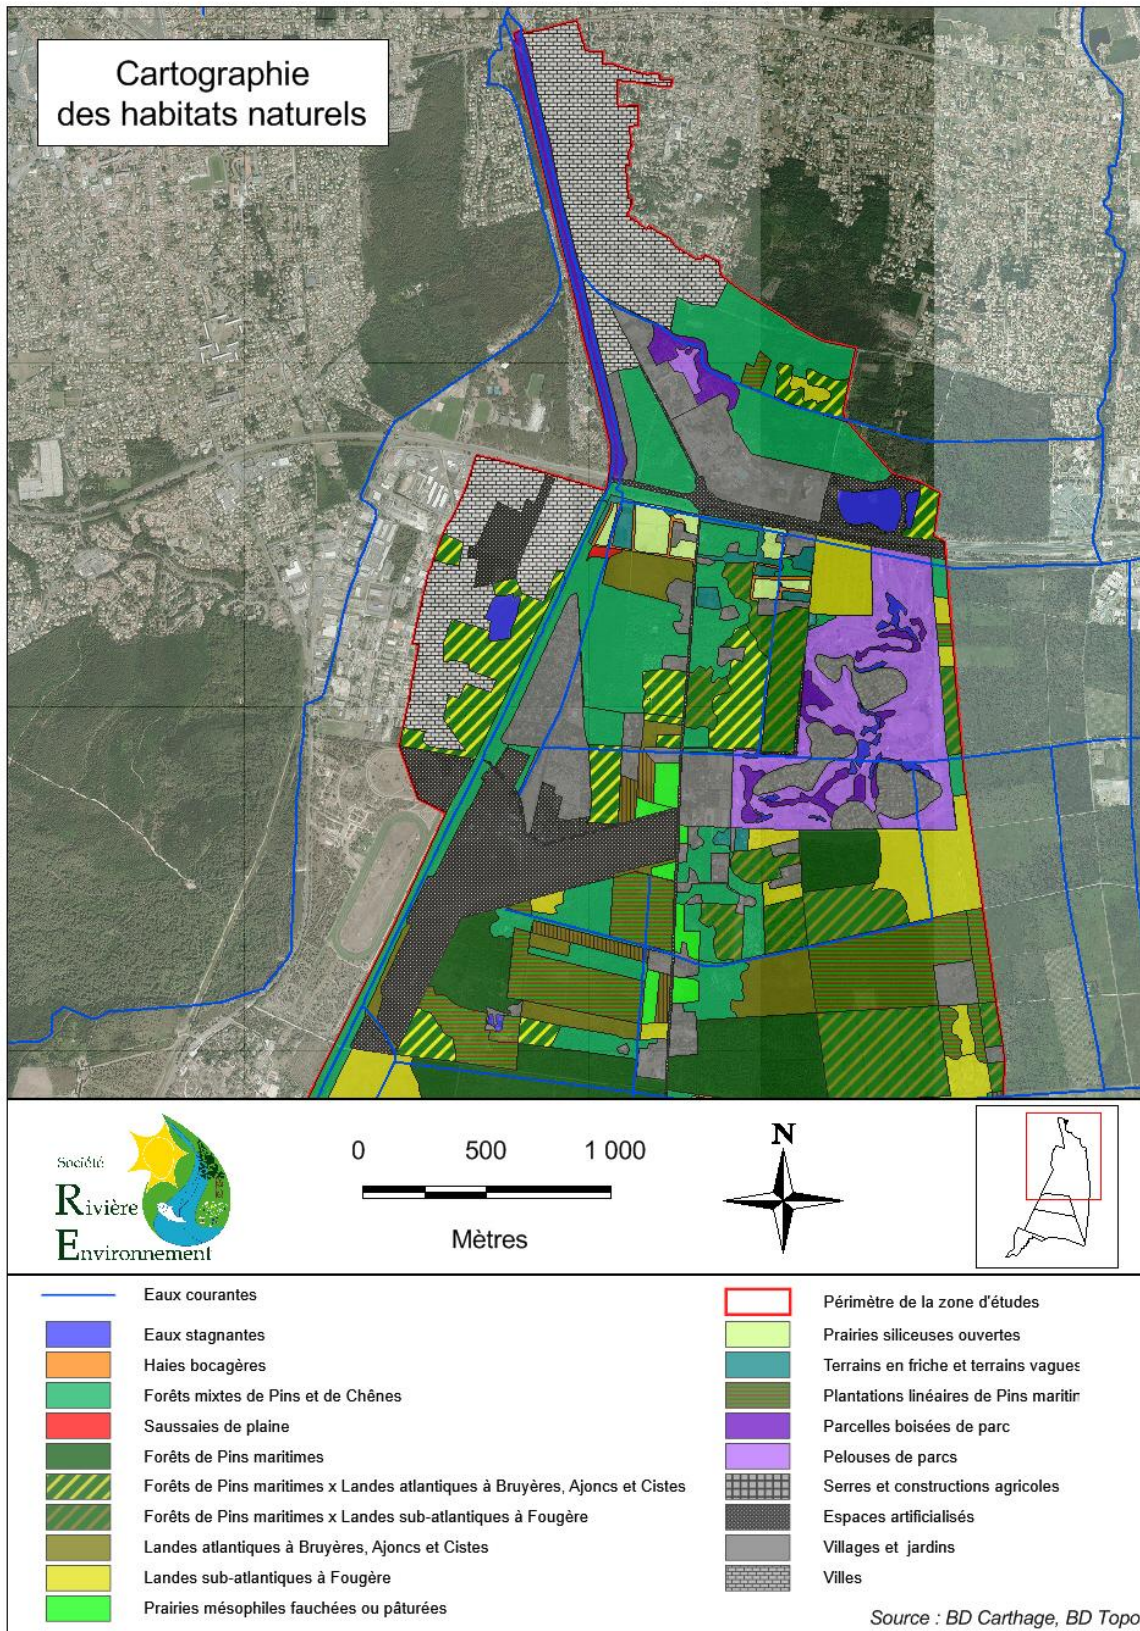 Cartographie
des habitats naturels
Société
Rivière
Environnement
0 500 1 000
Mètres
N
Eaux courantes
Eaux stagnantes
Haies bocagères
Forêts mixtes de Pins et de Chênes
Saussaies de plaine
Forêts de Pins maritimes
Forêts de Pins maritimes x Landes atlantiques à Bruyères, Ajoncs et Cistes
Forêts de Pins maritimes x Landes sub-atlantiques à Fougère
Landes atlantiques à Bruyères, Ajoncs et Cistes
Landes sub-atlantiques à Fougère
Prairies mésophiles fauchées ou pâturées
Périmètre de la zone d'études
Prairies siliceuses ouvertes
Terrains en friche et terrains vagues
Plantations linéaires de Pins maritin
Parcelles boisées de parc
Pelouses de parcs
Serres et constructions agricoles
Espaces artificialisés
Villages et jardins
Villes
Source : BD Carthage, BD Topo